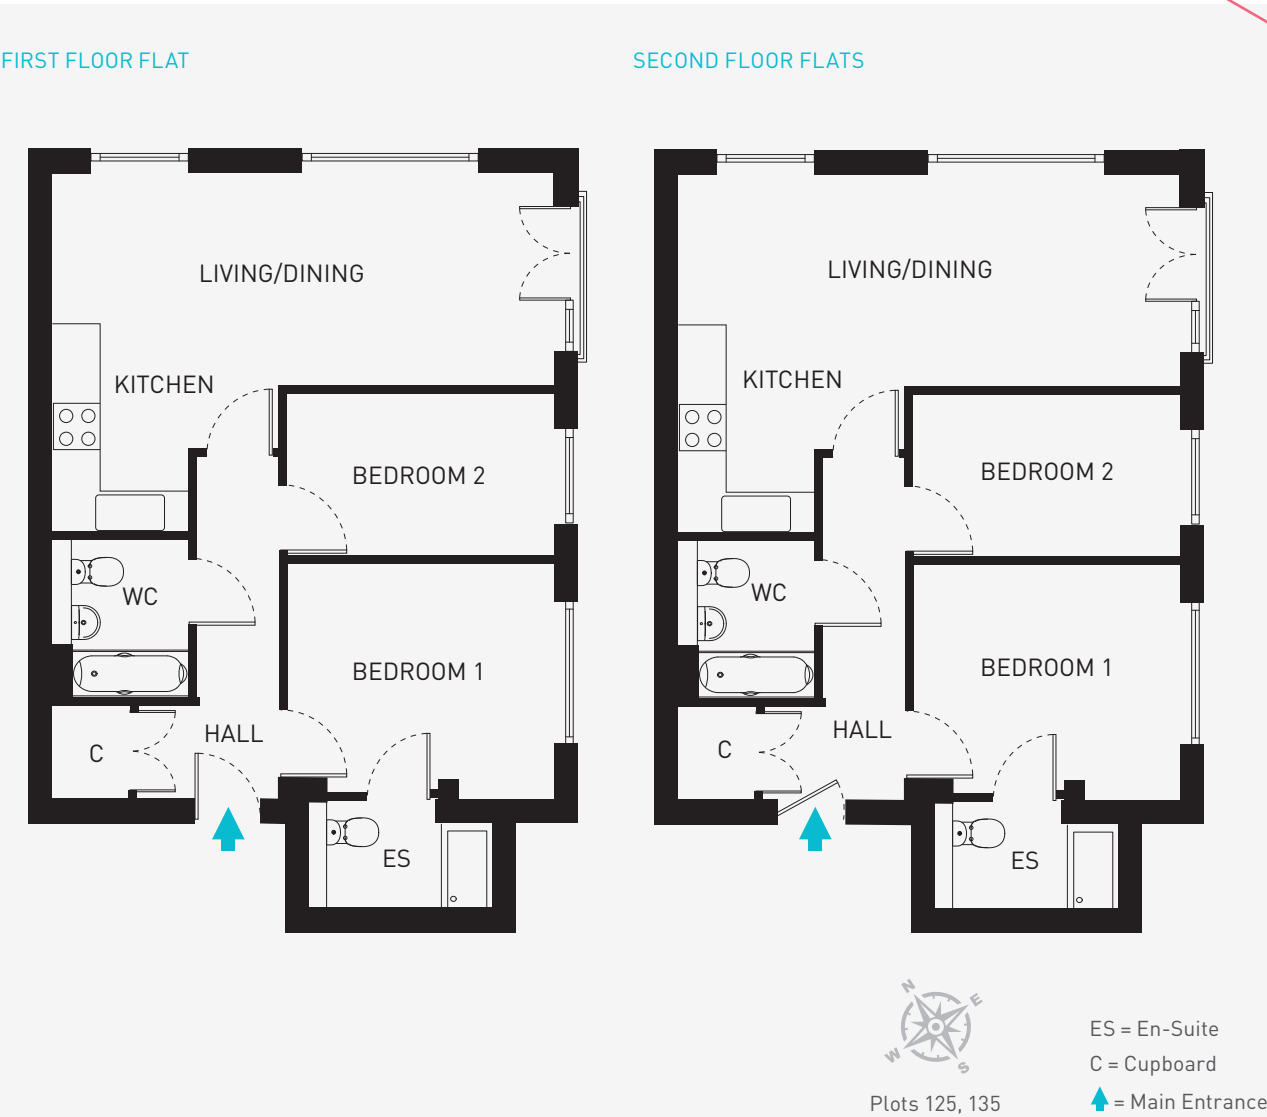 FIRST FLOOR FLAT
SECOND FLOOR FLATS
LIVING/DINING
KITCHEN
BEDROOM 2
WC
BEDROOM 1
HALL
C
ES
LIVING/DINING
KITCHEN
BEDROOM 2
WC
BEDROOM 1
HALL
C
ES
N
E
W
S
Plots 125, 135
ES = En-Suite
C = Cupboard
= Main Entrance